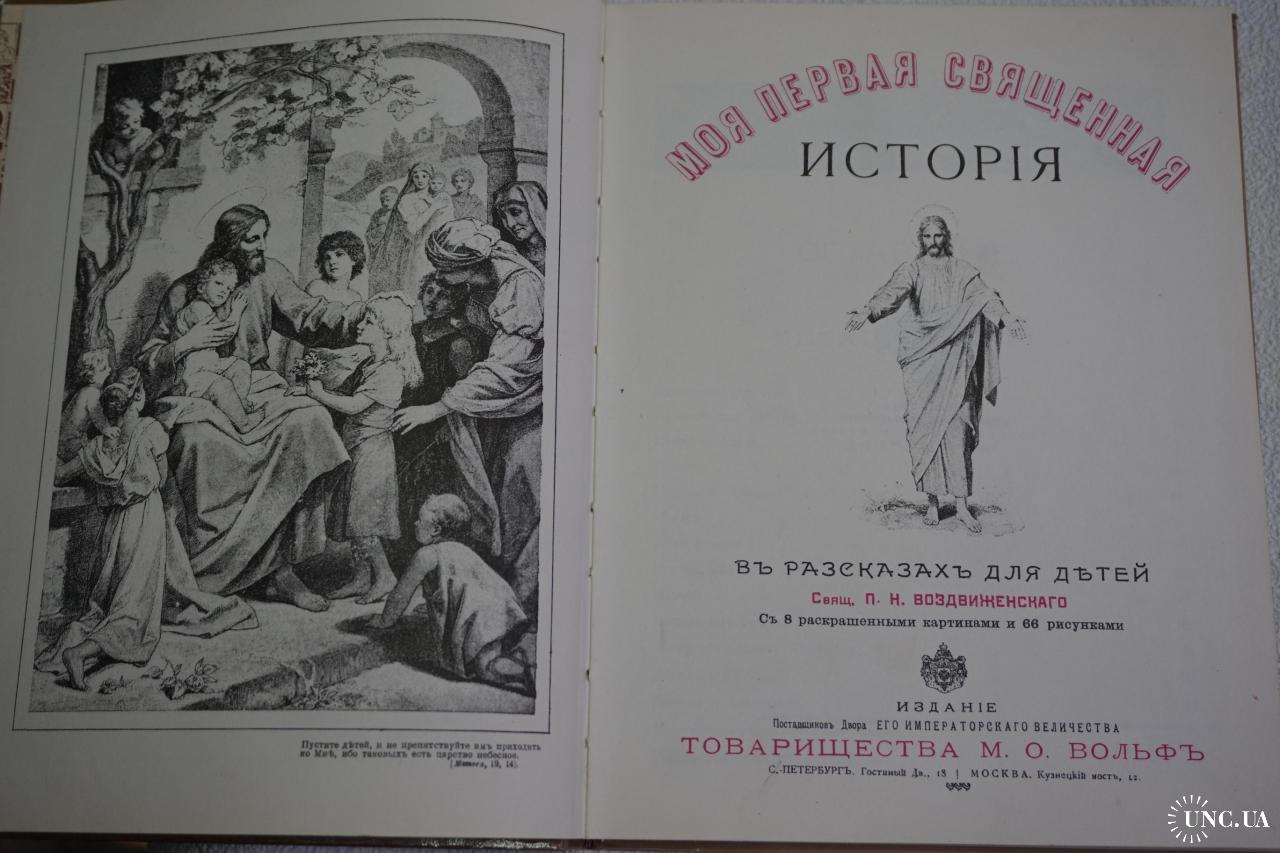 Пустите дѣтей, и не препятствуйте имъ приходить
ко Мнѣ, ибо таковыхъ есть царство небесное.
(Матѳея, 19, 14).
МОЯ ПЕРВАЯ СВЯЩЕННАЯ
ИСТОРІЯ
ВЪ РАЗСКАЗАХЪ ДЛЯ ДѢТЕЙ
Свящ. П. Н. ВОЗДВИЖЕНСКАГО
Съ 8 раскрашенными картинами и 66 рисунками
ИЗДАНІЕ
Поставщиковъ Двора ЕГО ИМПЕРАТОРСКАГО ВЕЛИЧЕСТВА
ТОВАРИЩЕСТВА М. О. ВОЛЬФЪ
С.-ПЕТЕРБУРГЪ. Гостиный Дв., 18 | МОСКВА. Кузнецкій мостъ, 12.
UNC.UA